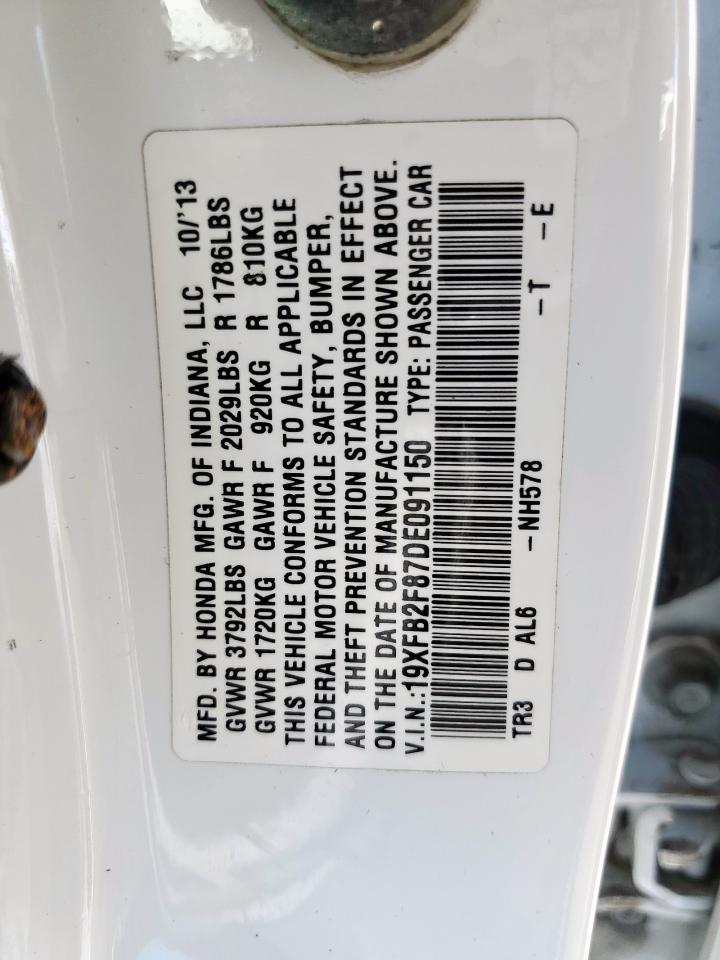 MFD. BY HONDA MFG. OF INDIANA, LLC 10/'13
GVWR 3792LBS GAWR F 2029LBS R 1786LBS
GVWR 1720KG GAWR F 920KG R 810KG
THIS VEHICLE CONFORMS TO ALL APPLICABLE
FEDERAL MOTOR VEHICLE SAFETY, BUMPER,
AND THEFT PREVENTION STANDARDS IN EFFECT
ON THE DATE OF MANUFACTURE SHOWN ABOVE.
V.I.N.:19XFB2F87DE091150 TYPE: PASSENGER CAR
TR3 D AL6 -NH578 -T -E